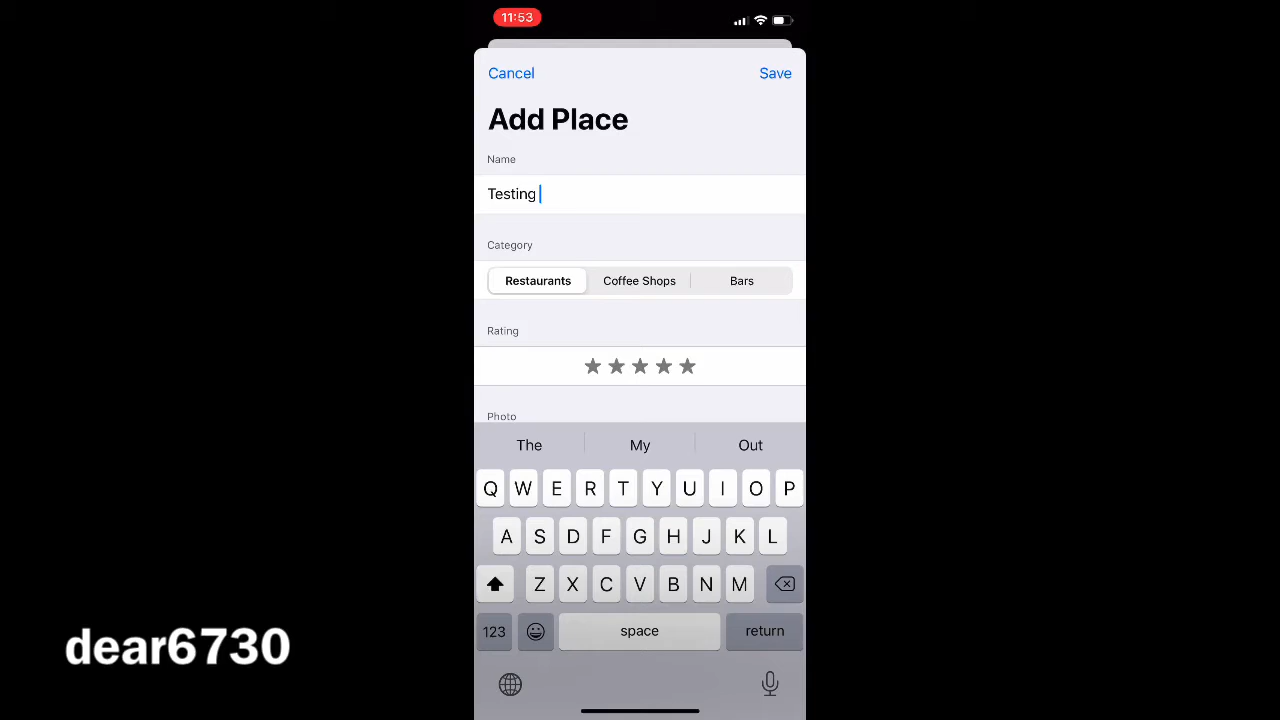 11:53
Cancel Save
Add Place
Name
Testing
Category
Restaurants Coffee Shops Bars
Rating
Photo
The My Out
Q W E R T Y U I O P
A S D F G H J K L
Z X C V B N M
123 space return
dear6730